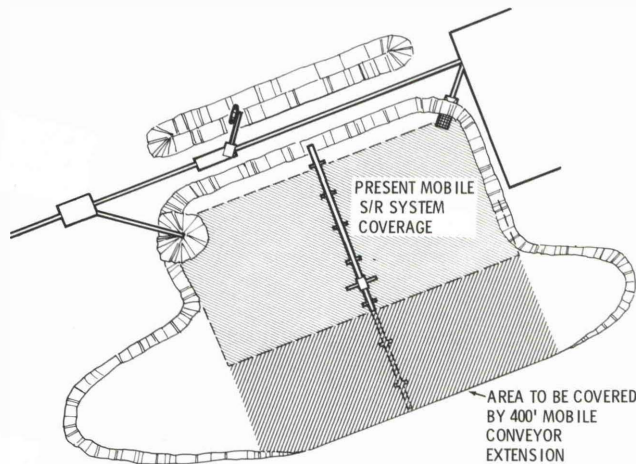 PRESENT MOBILE
S/R SYSTEM
COVERAGE
AREA TO BE COVERED
BY 400' MOBILE
CONVEYOR
EXTENSION